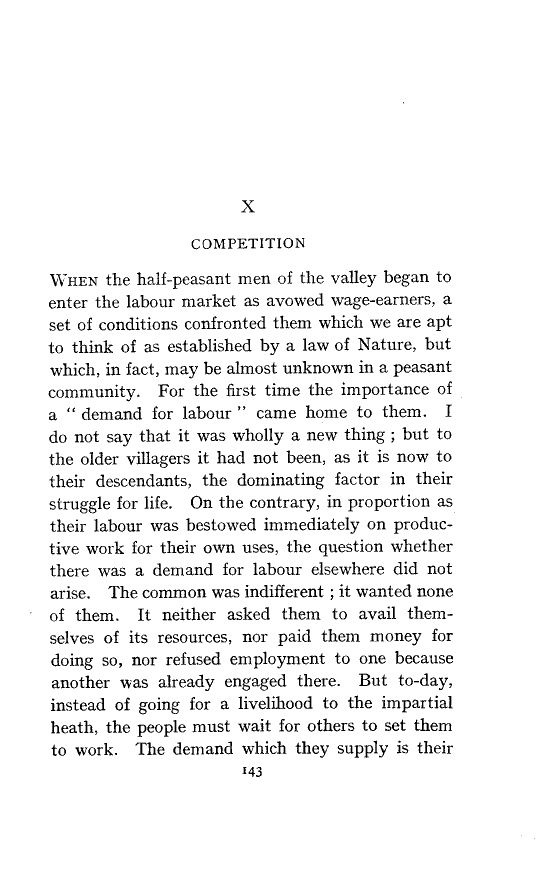 X
COMPETITION
WHEN the half-peasant men of the valley began to
enter the labour market as avowed wage-earners, a
set of conditions confronted them which we are apt
to think of as established by a law of Nature, but
which, in fact, may be almost unknown in a peasant
community. For the first time the importance of
a “ demand for labour ” came home to them. I
do not say that it was wholly a new thing ; but to
the older villagers it had not been, as it is now to
their descendants, the dominating factor in their
struggle for life. On the contrary, in proportion as
their labour was bestowed immediately on produc-
tive work for their own uses, the question whether
there was a demand for labour elsewhere did not
arise. The common was indifferent ; it wanted none
of them. It neither asked them to avail them-
selves of its resources, nor paid them money for
doing so, nor refused employment to one because
another was already engaged there. But to-day,
instead of going for a livelihood to the impartial
heath, the people must wait for others to set them
to work. The demand which they supply is their
143